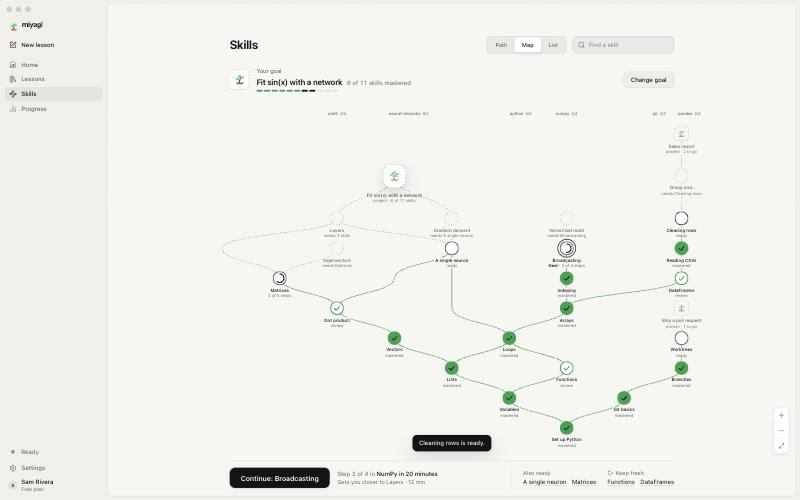 miyagi
New lesson
Home
Lessons
Skills
Progress
Ready
Settings
S
Sam Rivera
Free plan
Skills
Path
Map
List
Find a skill
Your goal
Fit sin(x) with a network 6 of 11 skills mastered
Change goal
math 2/4
neural networks 0/3
python 5/5
numpy 2/4
git 2/3
pandas 2/4
Sales report
project · 2 to go
Group and...
needs Cleaning rows
Fit sin(x) with a network
project · 6 of 11 skills
Layers
needs 3 skills
Gradient descent
needs A single neuron
Vectorized math
needs Broadcasting
Cleaning rows
ready
Eigenvectors
needs Matrices
A single neuron
ready
Broadcasting
Next · 2 of 4 steps
Reading CSVs
mastered
Matrices
3 of 5 steps
Indexing
mastered
DataFrames
review
Dot product
review
Arrays
mastered
Ship a pull request
project · 1 to go
Vectors
mastered
Loops
mastered
Worktrees
ready
Lists
mastered
Functions
review
Branches
mastered
Variables
mastered
Git basics
mastered
Set up Python
mastered
Cleaning rows is ready.
Continue: Broadcasting
Step 3 of 4 in NumPy in 20 minutes
Gets you closer to Layers · 12 min
Also ready
A single neuron Matrices
Keep fresh
Functions DataFrames